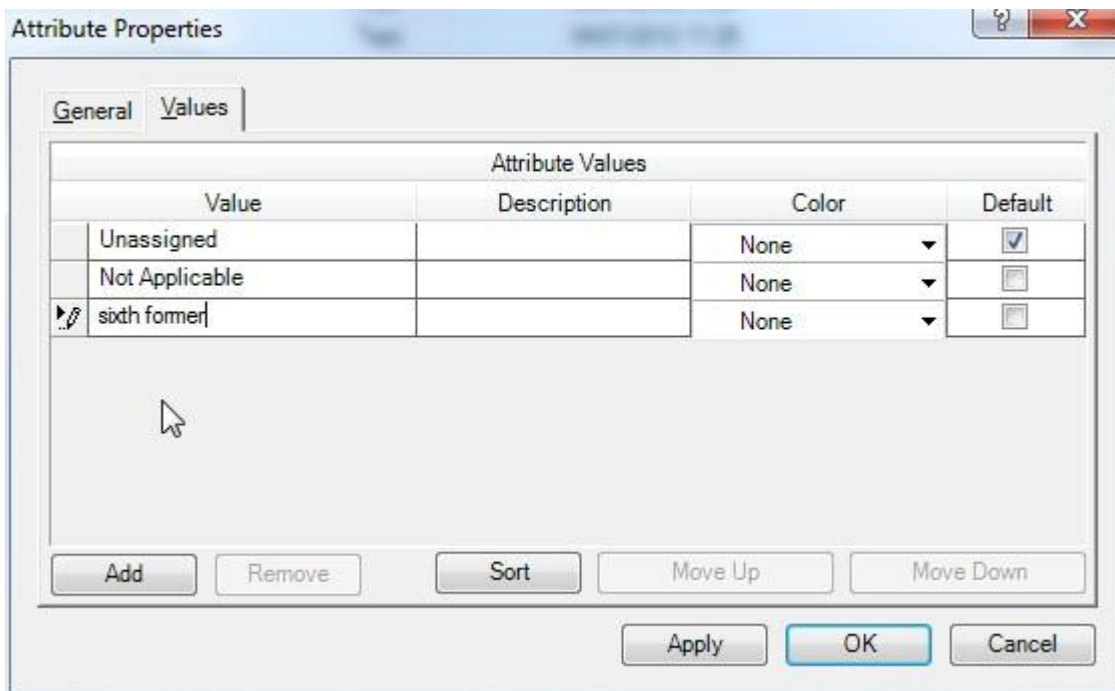 Attribute Properties
General Values
Attribute Values
Value Description Color Default
Unassigned None
Not Applicable None
sixth former None
Add Remove Sort Move Up Move Down
Apply OK Cancel